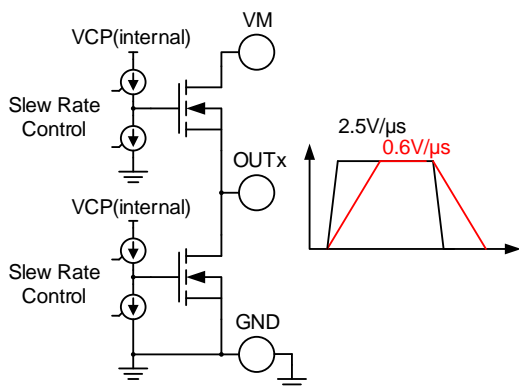 VM
VCP(internal)
Slew Rate
Control
OUTx
VCP(internal)
Slew Rate
Control
GND
2.5V/µs
0.6V/µs